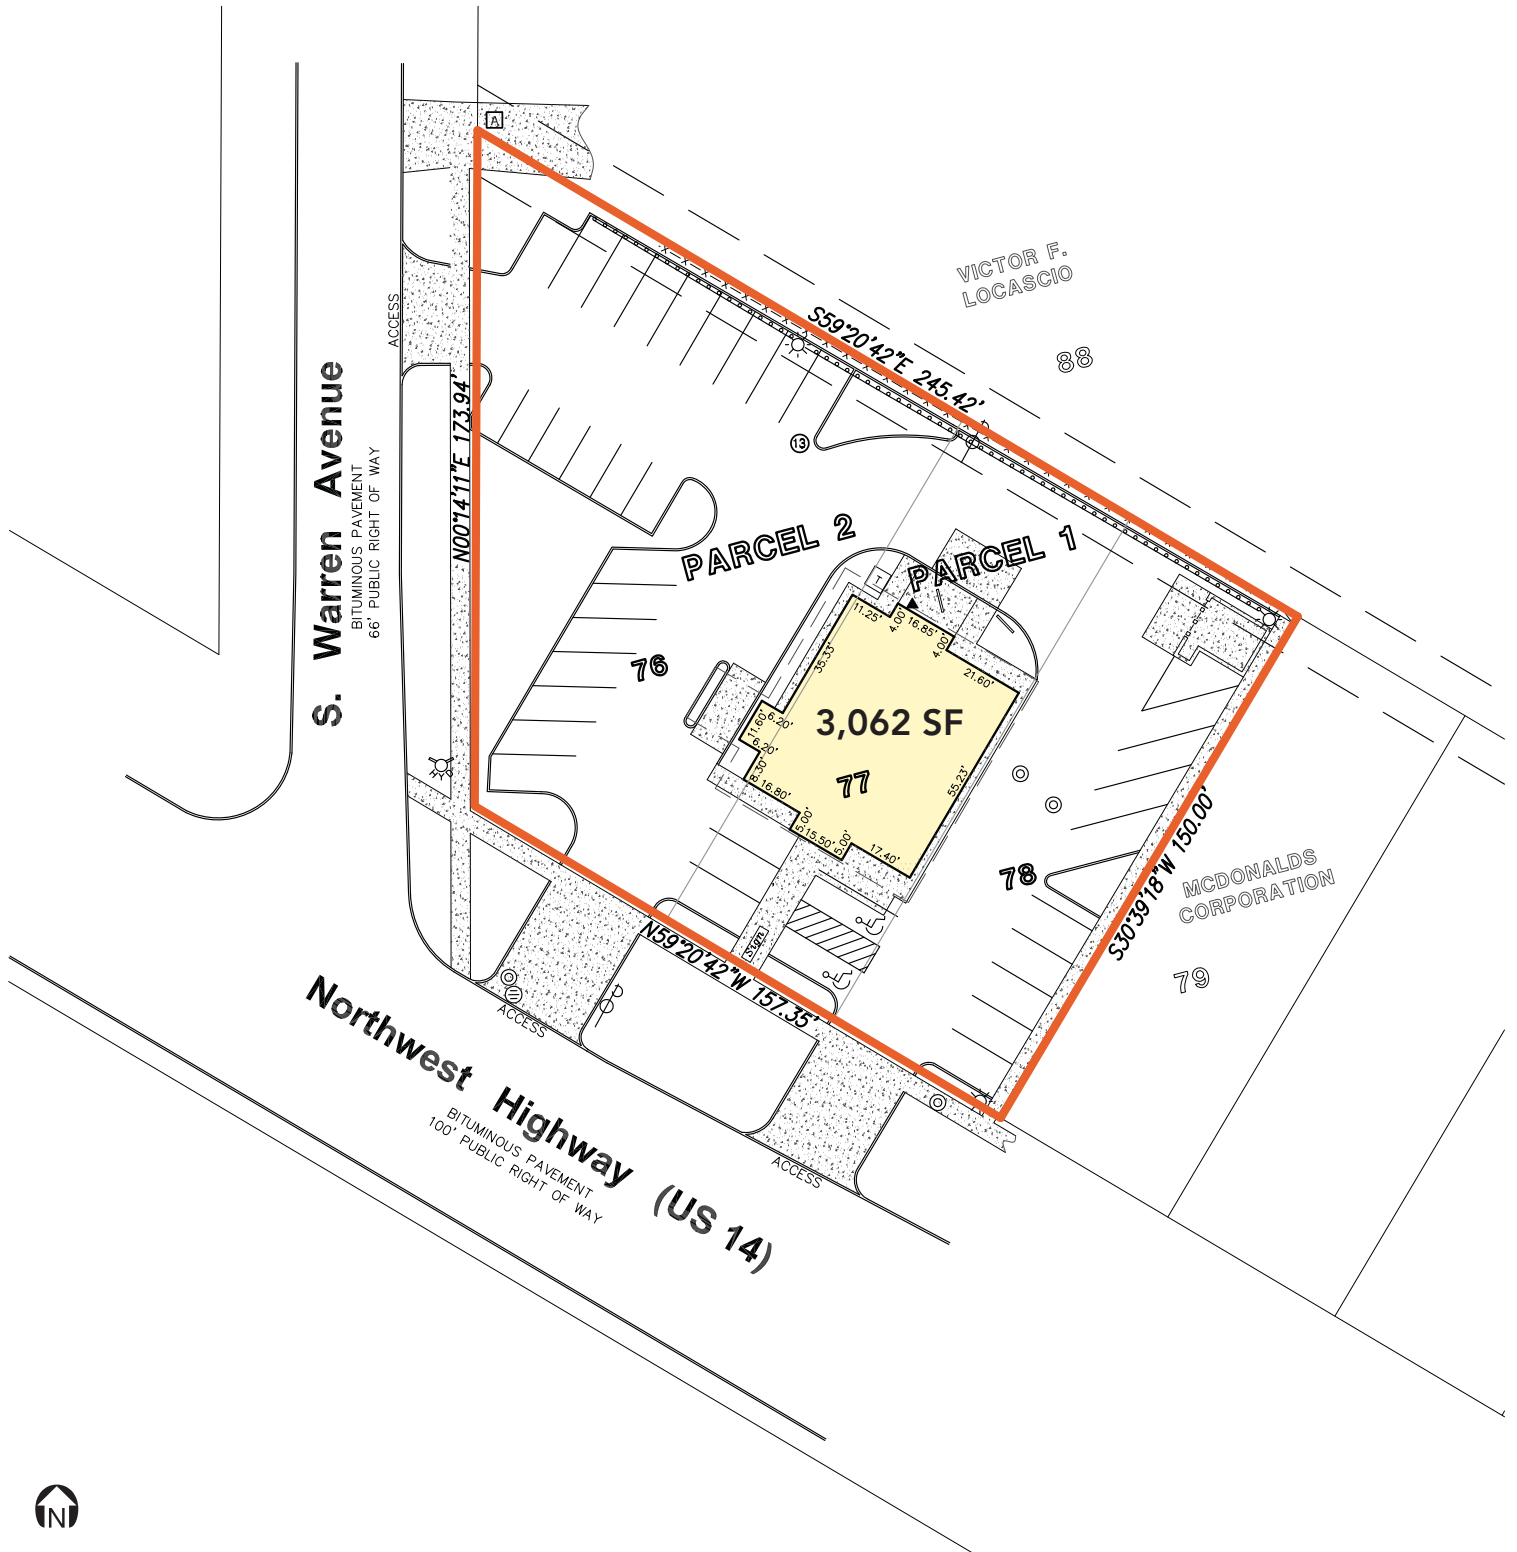 A
VICTOR F.
LOCASCIO
88
S59°20'42"E 245.42'
ACCESS
S. Warren Avenue
BITUMINOUS PAVEMENT
66' PUBLIC RIGHT OF WAY
N00°14'11"E 173.94'
13
PARCEL 2
PARCEL 1
T
11.25'
4.00'
16.85'
4.00'
21.60'
35.33'
76
11.60'
6.20'
6.20'
8.30'
16.80'
3,062 SF
77
55.23'
5.00'
15.50'
5.00'
17.40'
78
MCDONALDS
CORPORATION
79
S30°39'18"W 150.00'
Sign
N59°20'42"W 157.35'
ACCESS
Northwest Highway (US 14)
BITUMINOUS PAVEMENT
100' PUBLIC RIGHT OF WAY
ACCESS
N